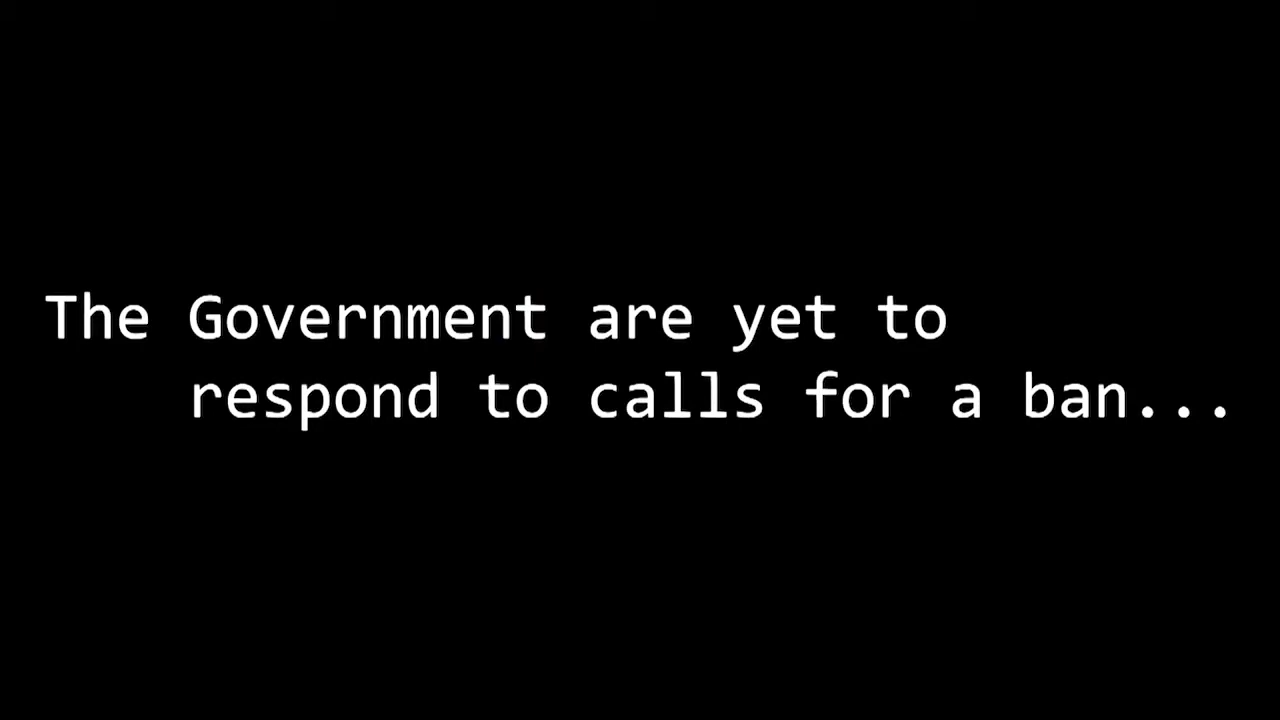 The Government are yet to
respond to calls for a ban...